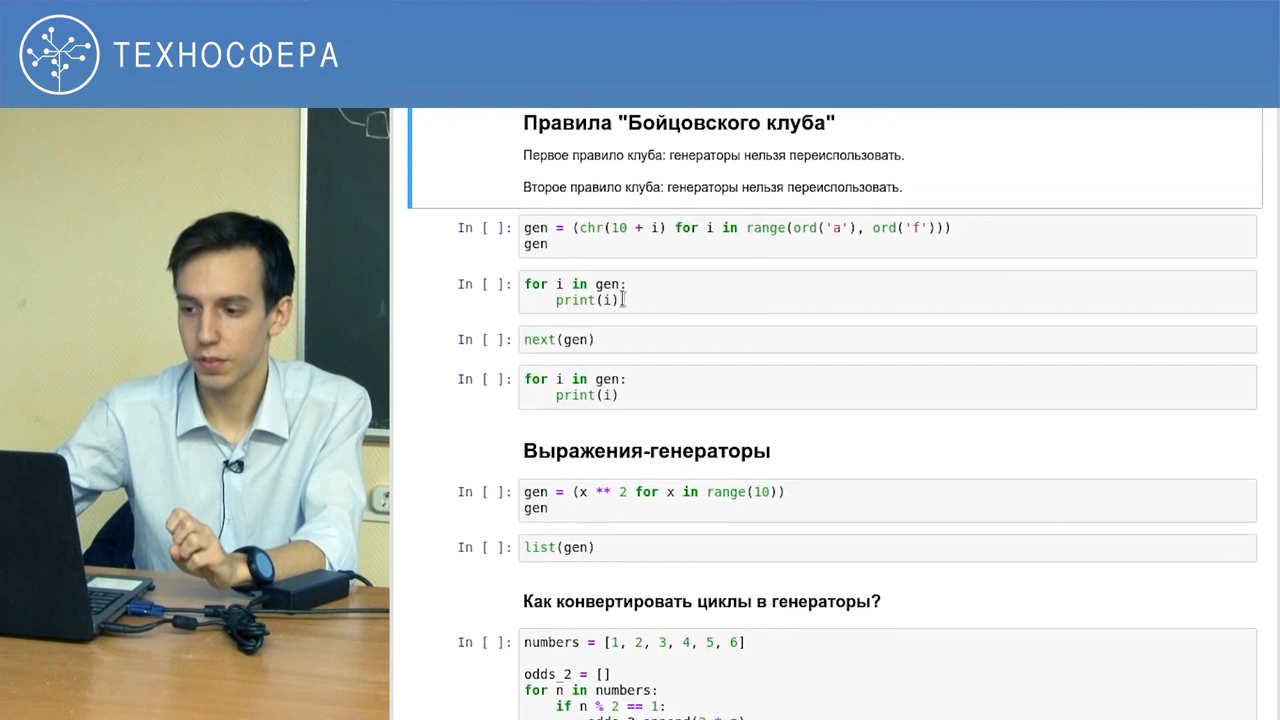 ТЕХНОСФЕРА
Правила "Бойцовского клуба"
Первое правило клуба: генераторы нельзя переиспользовать.
Второе правило клуба: генераторы нельзя переиспользовать.
In [ ]: gen = (chr(10 + i) for i in range(ord('a'), ord('f')))
gen
In [ ]: for i in gen:
    print(i)
In [ ]: next(gen)
In [ ]: for i in gen:
    print(i)
Выражения-генераторы
In [ ]: gen = (x ** 2 for x in range(10))
gen
In [ ]: list(gen)
Как конвертировать циклы в генераторы?
In [ ]: numbers = [1, 2, 3, 4, 5, 6]
odds_2 = []
for n in numbers:
    if n % 2 == 1: